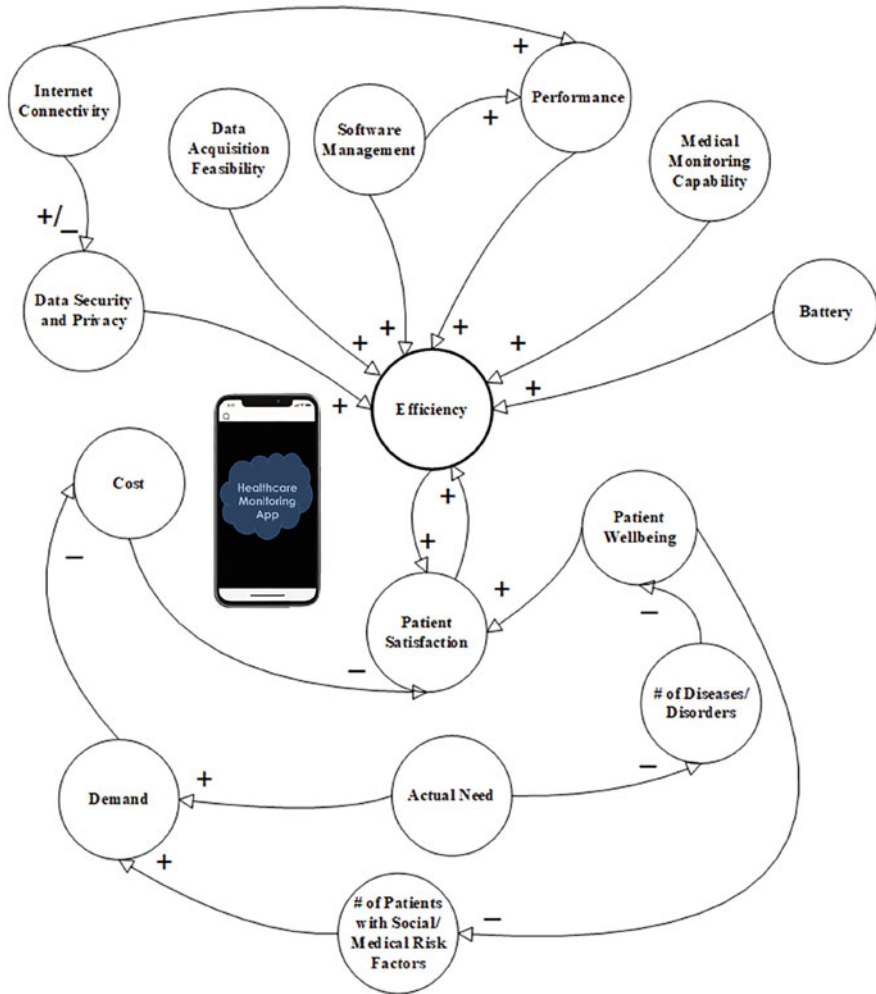 Internet
Connectivity
+
Performance
Data
Acquisition
Feasibility
Software
Management
+
Medical
Monitoring
Capability
+/−
Data Security
and Privacy
Battery
+
+
+
+
+
+
Efficiency
Cost
Healthcare
Monitoring
App
+
+
Patient
Wellbeing
−
+
−
Patient
Satisfaction
−
# of Diseases/
Disorders
−
+
Demand
Actual Need
+
# of Patients
with Social/
Medical Risk
Factors
−